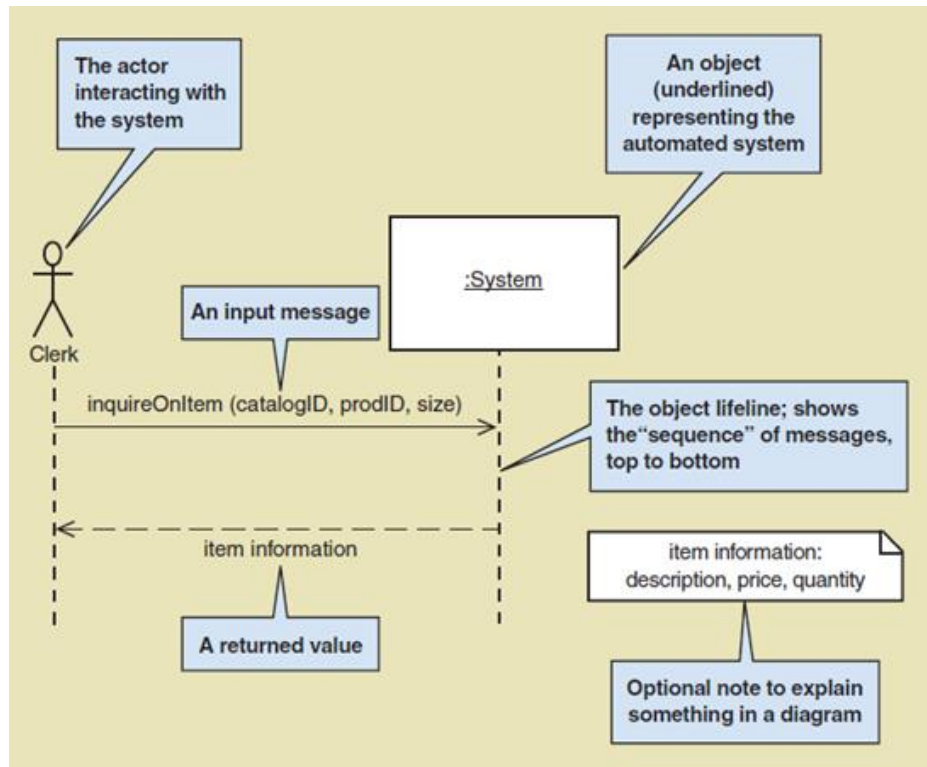 The actor
interacting with
the system
An object
(underlined)
representing the
automated system
:System
An input message
Clerk
inquireOnItem (catalogID, prodID, size)
The object lifeline; shows
the“sequence” of messages,
top to bottom
item information
item information:
description, price, quantity
A returned value
Optional note to explain
something in a diagram